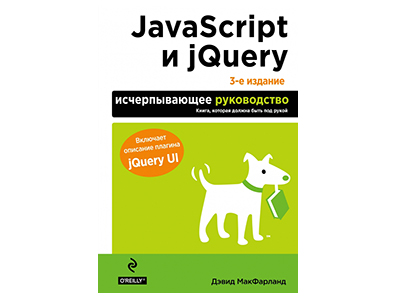 JavaScript
и jQuery
3-е издание
исчерпывающее руководство
Книга, которая должна быть под рукой
Включает
описание плагина
jQuery UI
O'REILLY®
Дэвид МакФарланд